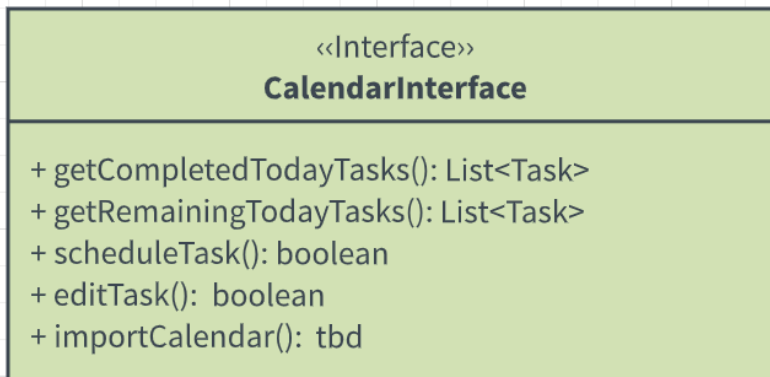 ‹‹Interface››
CalendarInterface
+ getCompletedTodayTasks(): List<Task>
+ getRemainingTodayTasks(): List<Task>
+ scheduleTask(): boolean
+ editTask(): boolean
+ importCalendar(): tbd